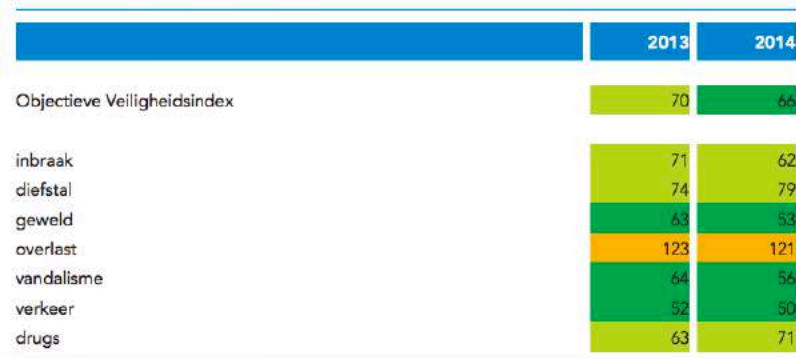 2013 2014
Objectieve Veiligheidsindex 70 66
inbraak 71 62
diefstal 74 79
geweld 63 53
overlast 123 121
vandalisme 64 56
verkeer 52 50
drugs 63 71